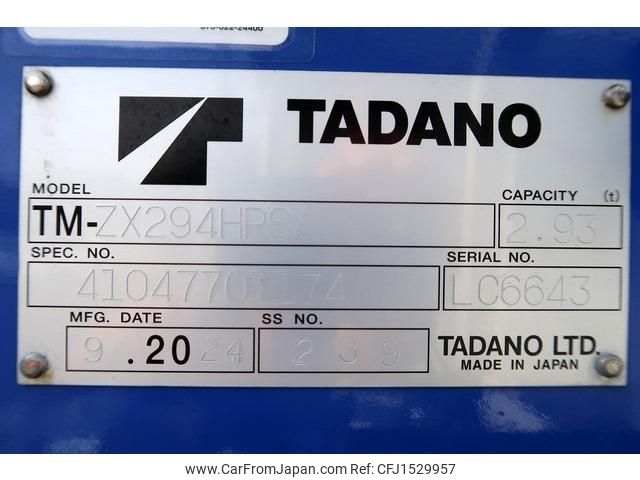 TADANO
MODEL
TM-ZX294HRS
CAPACITY (t)
2.93
SPEC. NO.
41047701174
SERIAL NO.
LC6643
MFG. DATE
9 .2024
SS NO.
239
TADANO LTD.
MADE IN JAPAN
www.CarFromJapan.com #CFJ1529957